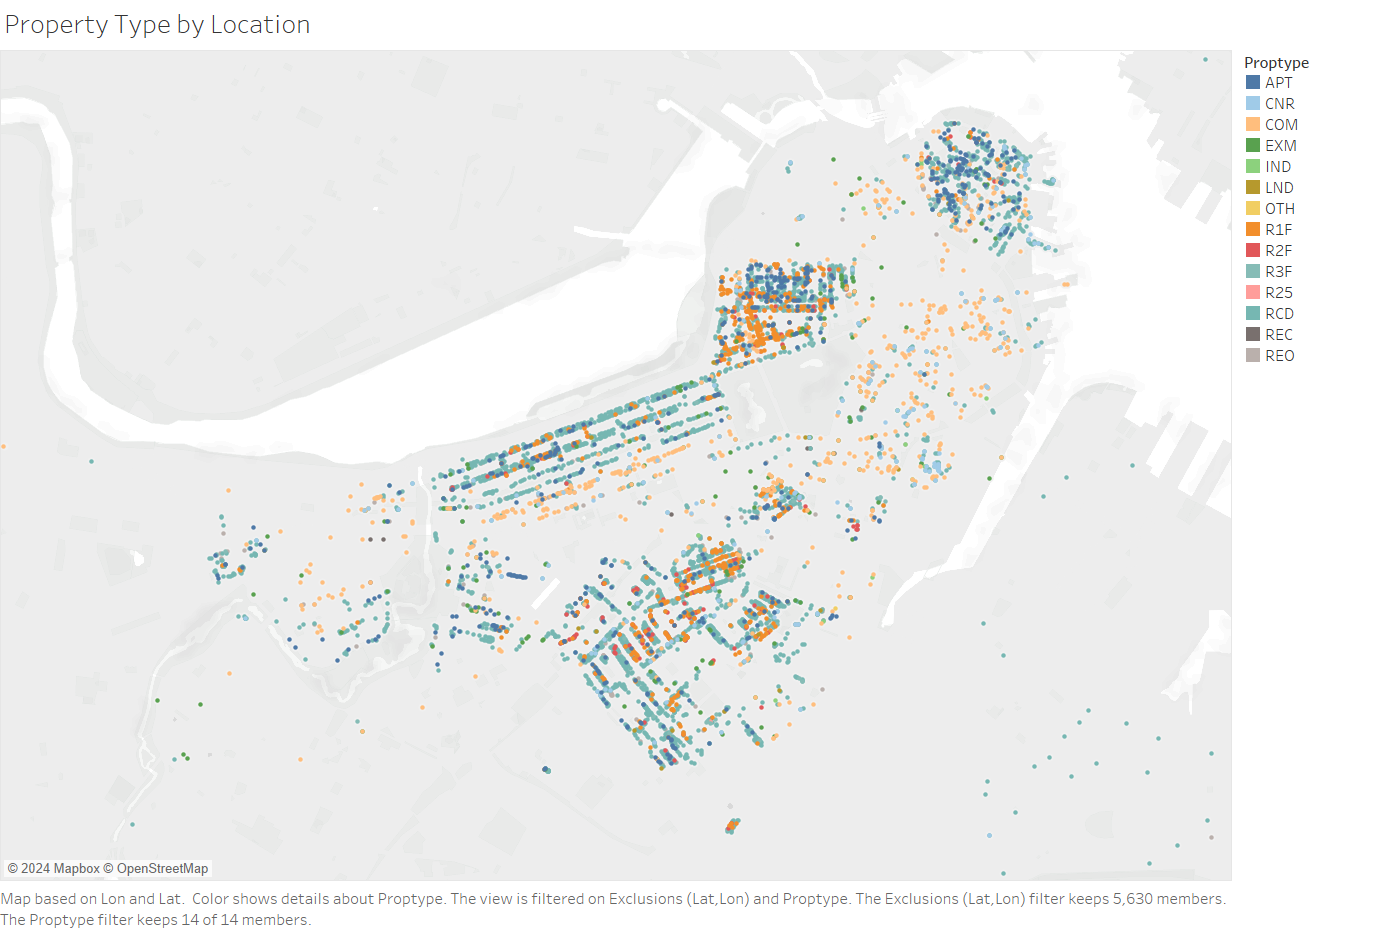 Property Type by Location
Proptype
APT
CNR
COM
EXM
IND
LND
OTH
R1F
R2F
R3F
R25
RCD
REC
REO
© 2024 Mapbox © OpenStreetMap
Map based on Lon and Lat.  Color shows details about Proptype. The view is filtered on Exclusions (Lat,Lon) and Proptype. The Exclusions (Lat,Lon) filter keeps 5,630 members.
The Proptype filter keeps 14 of 14 members.